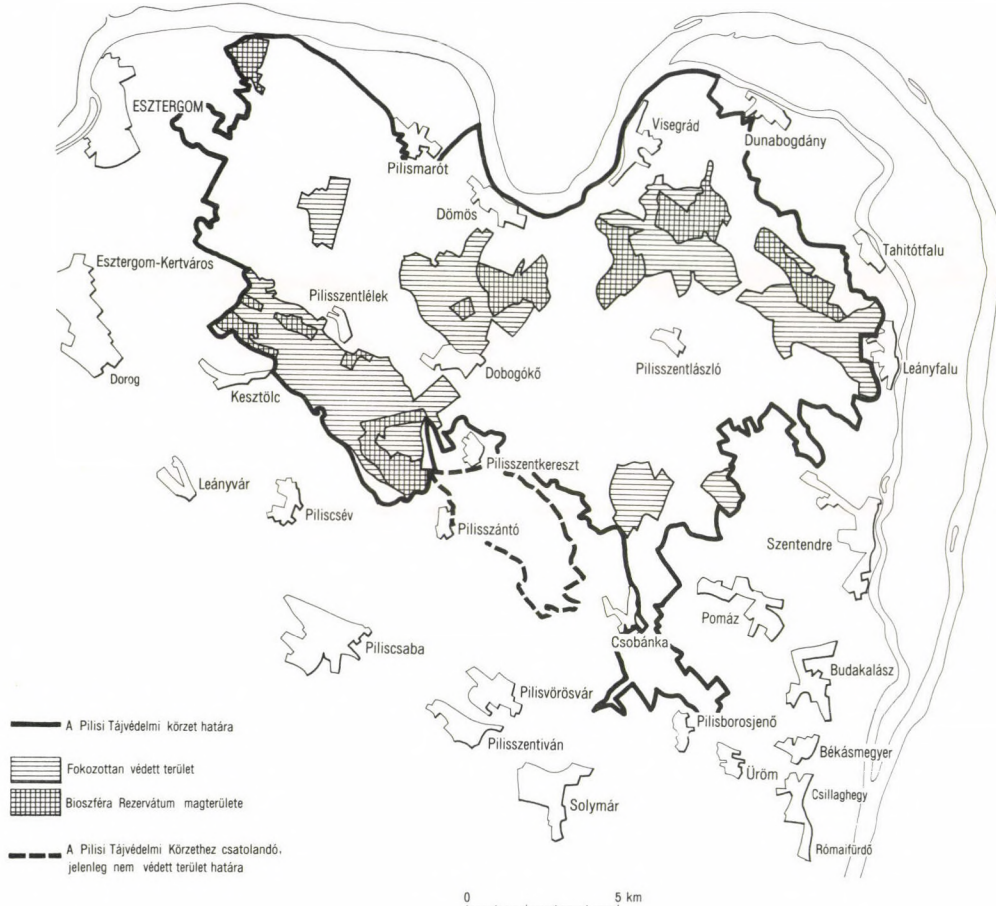 ESZTERGOM
Visegrád
Dunabogdány
Pilismarót
Dömös
Tahitótfalu
Esztergom-Kertváros
Pilisszentlélek
Dorog
Kesztölc
Dobogókő
Pilisszentlászló
Leányfalu
Pilisszentkereszt
Leányvár
Piliscsév
Pilisszántó
Szentendre
Pomáz
Csobánka
Piliscsaba
Budakalász
Pilisvörösvár
Pilisborosjenő
Pilisszentiván
Békásmegyer
Üröm
Csillaghegy
Solymár
Rómaifürdő
A Pilisi Tájvédelmi körzet határa
Fokozottan védett terület
Bioszféra Rezervátum magterülete
A Pilisi Tájvédelmi Körzethez csatolandó,
jelenleg nem védett terület határa
0 5 km